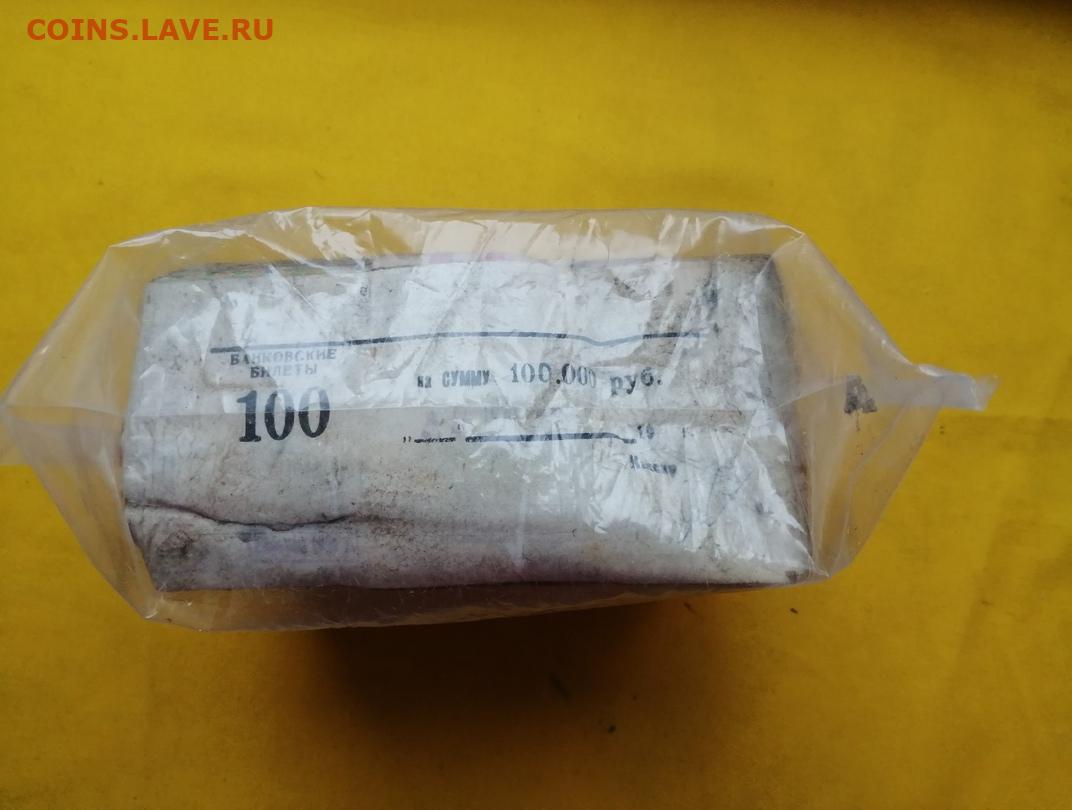 COINS.LAVE.RU
БАНКОВСКИЕ
БИЛЕТЫ
100
на СУММУ 100.000 руб.
" " 19